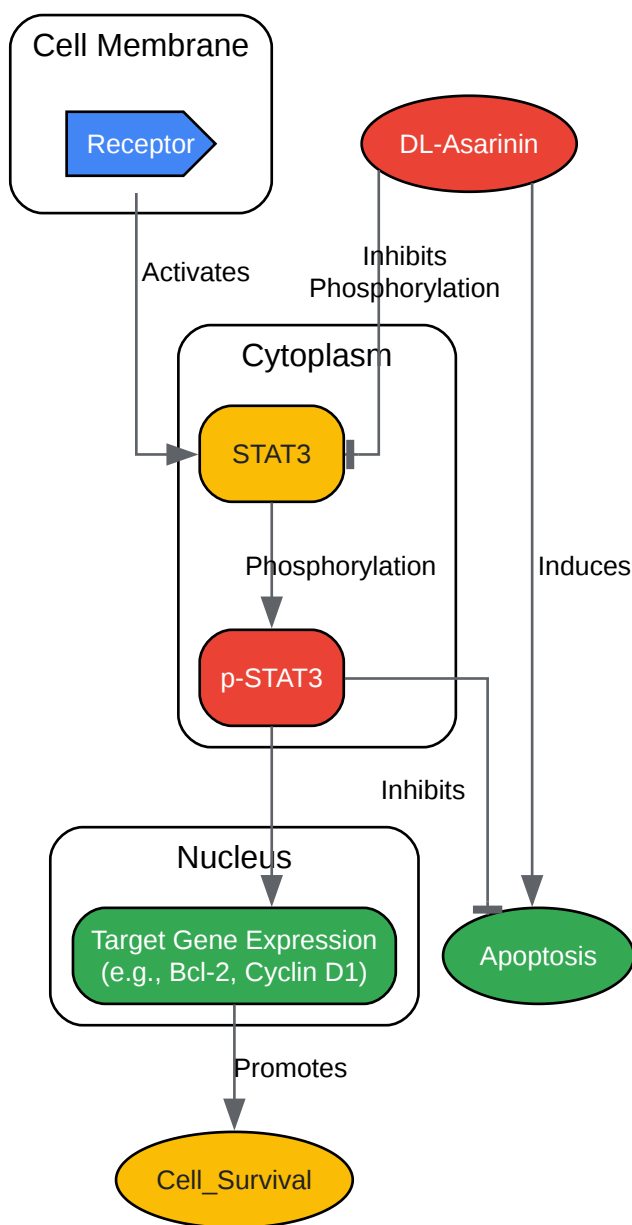 Cell Membrane
Receptor
DL-Asarinin
Activates
Inhibits
Phosphorylation
Cytoplasm
STAT3
Phosphorylation
Induces
p-STAT3
Inhibits
Nucleus
Target Gene Expression
(e.g., Bcl-2, Cyclin D1)
Apoptosis
Promotes
Cell_Survival